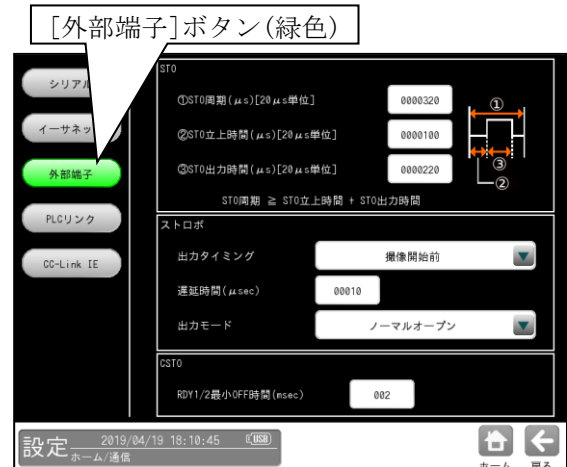 [外部端子]ボタン(緑色)
シリアル
イーサネッ
外部端子
PLCリンク
CC-Link IE
STO
①STO周期(μs)[20μs単位]
0000320
②STO立上時間(μs)[20μs単位]
0000100
③STO出力時間(μs)[20μs単位]
0000220
①
③
②
STO周期 ≧ STO立上時間 + STO出力時間
ストロボ
出力タイミング
撮像開始前
遅延時間(μsec)
00010
出力モード
ノーマルオープン
CSTO
RDY1/2最小OFF時間(msec)
002
設定
2019/04/19 18:10:45
USB
ホーム/通信
ホーム
戻る